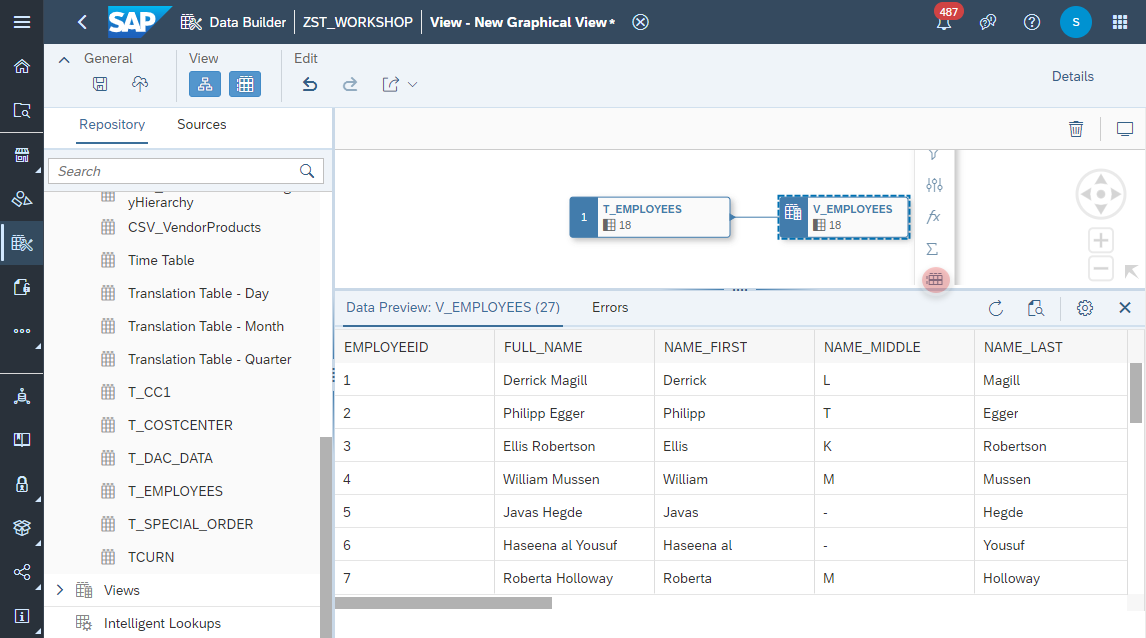 SAP Data Builder ZST_WORKSHOP View - New Graphical View*
487
S
General View Edit
Details
Repository Sources
Search
yHierarchy
CSV_VendorProducts
Time Table
Translation Table - Day
Translation Table - Month
Translation Table - Quarter
T_CC1
T_COSTCENTER
T_DAC_DATA
T_EMPLOYEES
T_SPECIAL_ORDER
TCURN
Views
Intelligent Lookups
1 T_EMPLOYEES
18
V_EMPLOYEES
18
fx
Σ
Data Preview: V_EMPLOYEES (27) Errors
EMPLOYEEID FULL_NAME NAME_FIRST NAME_MIDDLE NAME_LAST
1 Derrick Magill Derrick L Magill
2 Philipp Egger Philipp T Egger
3 Ellis Robertson Ellis K Robertson
4 William Mussen William M Mussen
5 Javas Hegde Javas - Hegde
6 Haseena al Yousuf Haseena al - Yousuf
7 Roberta Holloway Roberta M Holloway